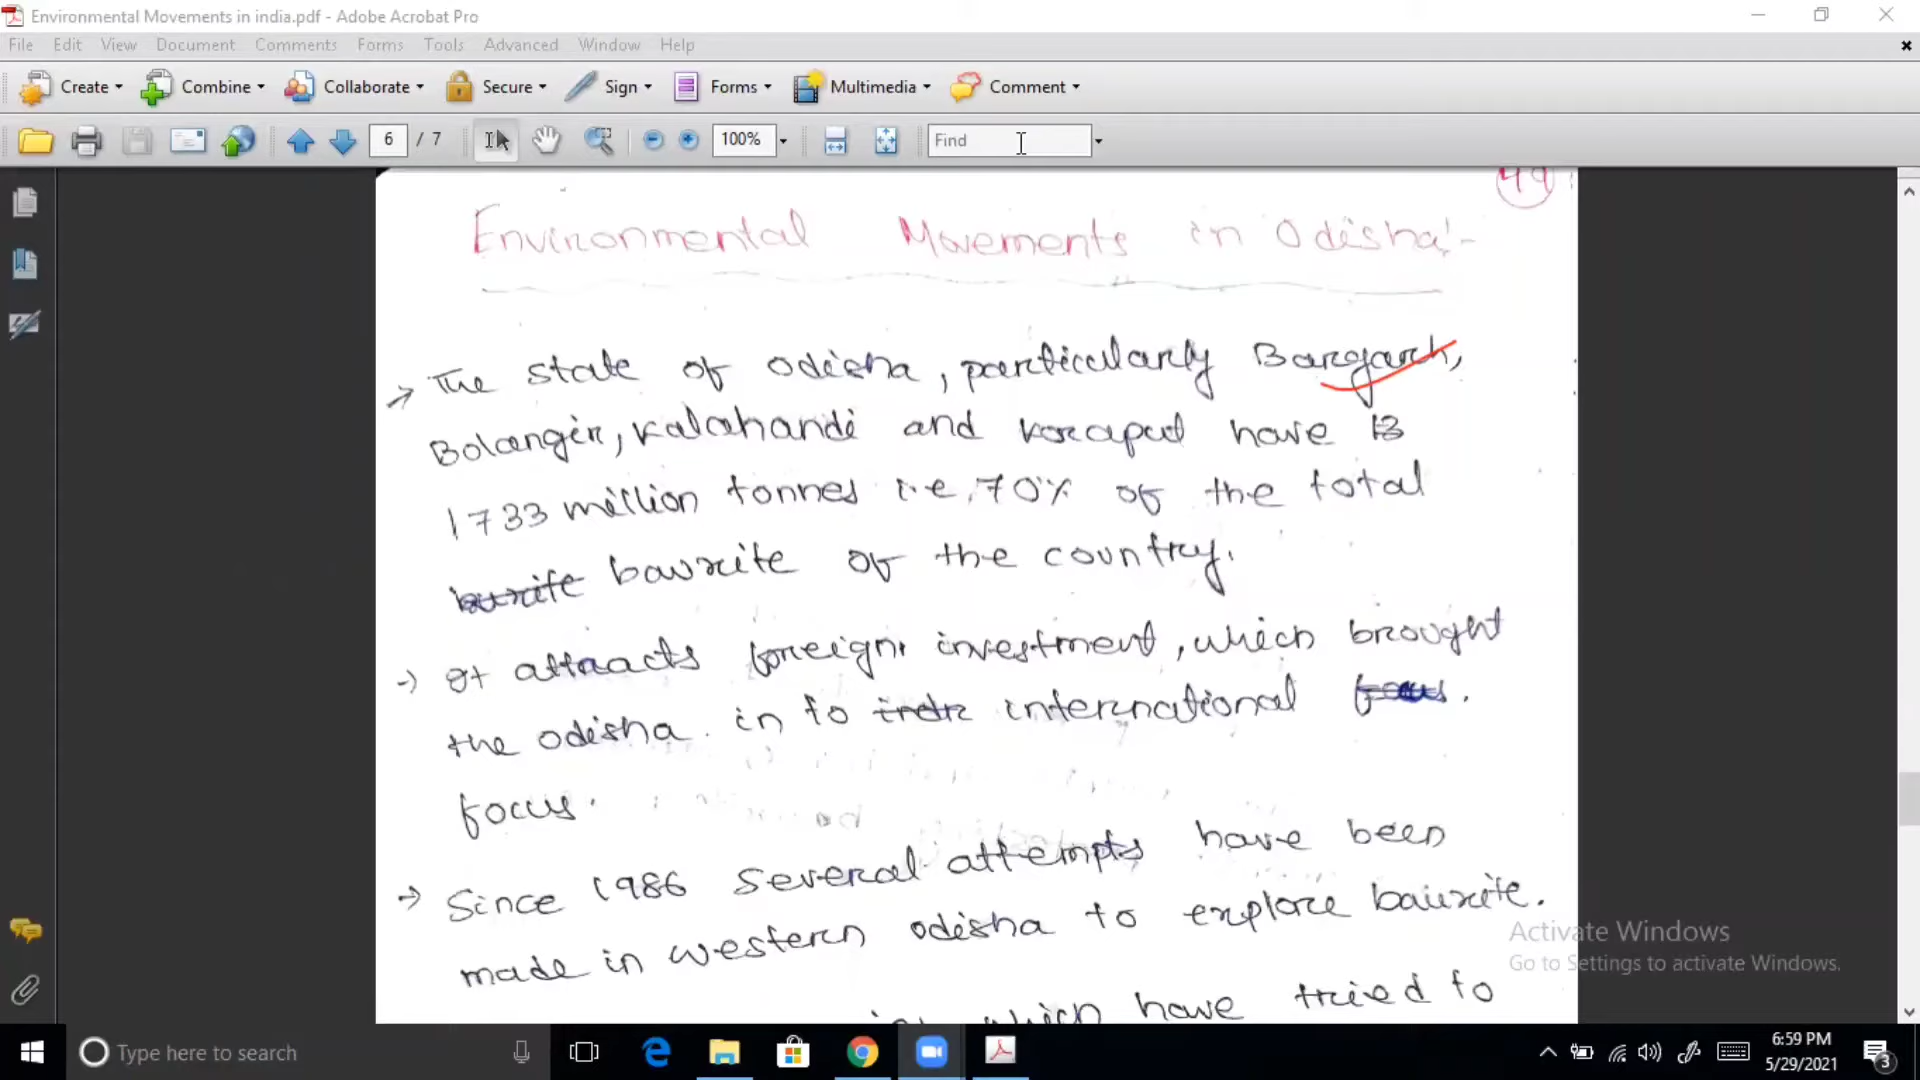 Environmental Movements in india.pdf - Adobe Acrobat Pro
File Edit View Document Comments Forms Tools Advanced Window Help
Create Combine Collaborate Secure Sign Forms Multimedia Comment
6 / 7 100% Find
49
Environmental Movements in Odisha:-
→ The state of Odisha, particularly Bargarh,
Bolangir, Kalahandi and Koraput have
1733 million tonnes i.e, 70% of the total
bauxite of the country.
→ It attracts foreign investment, which brought
the odisha in to international
focus.
→ Since 1986 several attempts have been
made in western odisha to explore bauxite.
which have tried to
Activate Windows
Go to Settings to activate Windows.
Type here to search
6:59 PM
5/29/2021
3